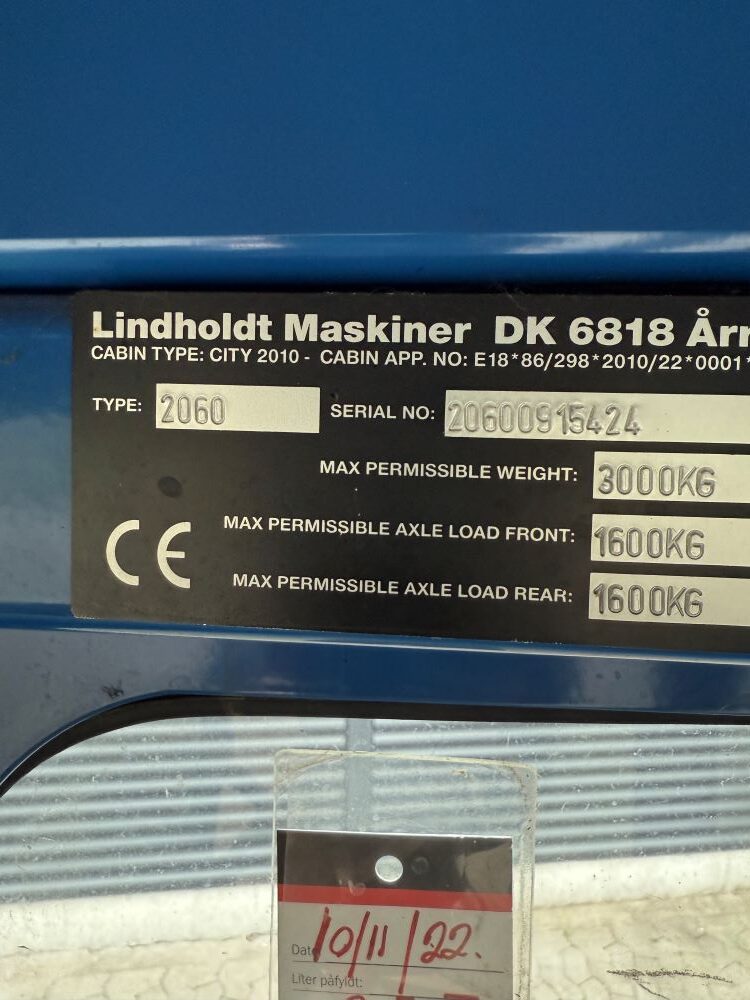 Lindholdt Maskiner DK 6818
CABIN TYPE: CITY 2010 - CABIN APP. NO: E18*86/298*2010/22*0001*
TYPE: 2060 SERIAL NO: 20600915424
MAX PERMISSIBLE WEIGHT: 3000KG
CE MAX PERMISSIBLE AXLE LOAD FRONT: 1600KG
MAX PERMISSIBLE AXLE LOAD REAR: 1600KG
10/11/22.
Liter påfyldt: